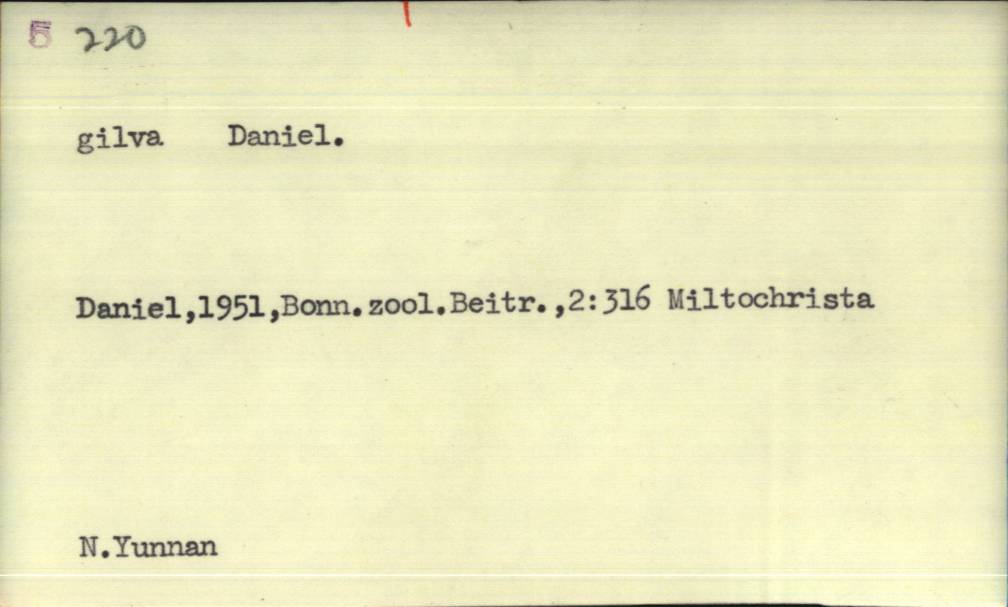 5 220
gilva Daniel.
Daniel,1951,Bonn.zool.Beitr.,2:316 Miltochrista
N.Yunnan